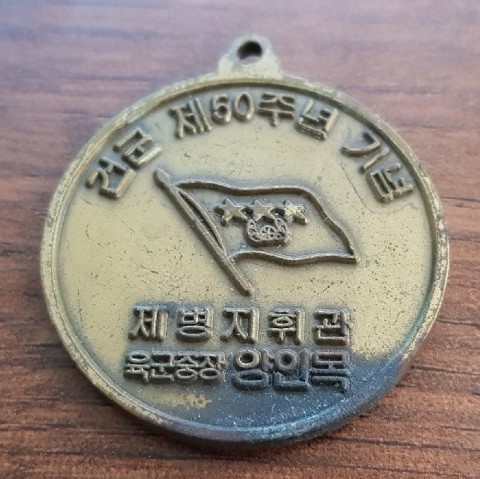 건군 제50주년 기념
제병지휘관
육군중장 양인목